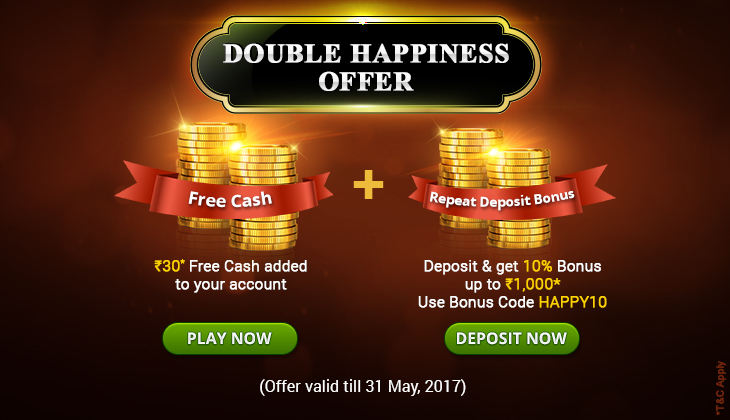 DOUBLE HAPPINESS
OFFER
Free Cash
+
Repeat Deposit Bonus
₹30* Free Cash added
to your account
Deposit & get 10% Bonus
up to ₹1,000*
Use Bonus Code HAPPY10
PLAY NOW
DEPOSIT NOW
(Offer valid till 31 May, 2017)
*T&C Apply